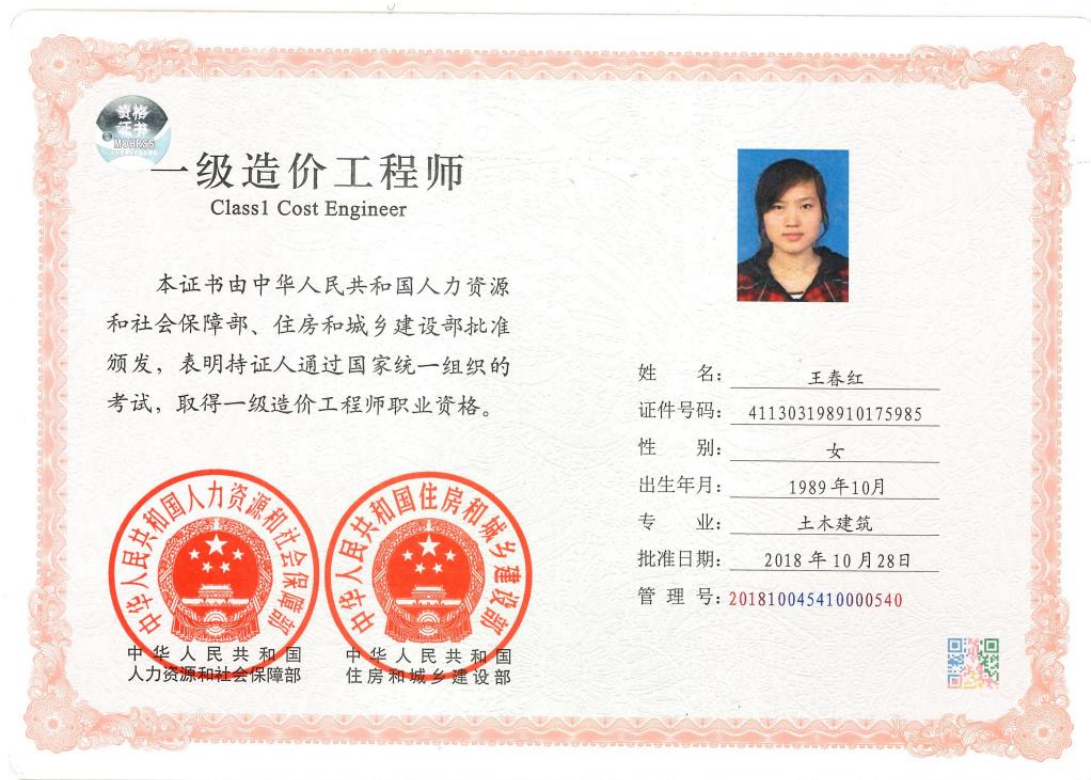 资格
证书
MOHRSS
一级造价工程师
Class1 Cost Engineer
本证书由中华人民共和国人力资源
和社会保障部、住房和城乡建设部批准
颁发，表明持证人通过国家统一组织的
考试，取得一级造价工程师职业资格。
中华人民共和国人力资源和社会保障部
中华人民共和国住房和城乡建设部
中华人民共和国
人力资源和社会保障部
中华人民共和国
住房和城乡建设部
姓 名：王春红
证件号码：411303198910175985
性 别：女
出生年月：1989年10月
专 业：土木建筑
批准日期：2018年10月28日
管 理 号：201810045410000540